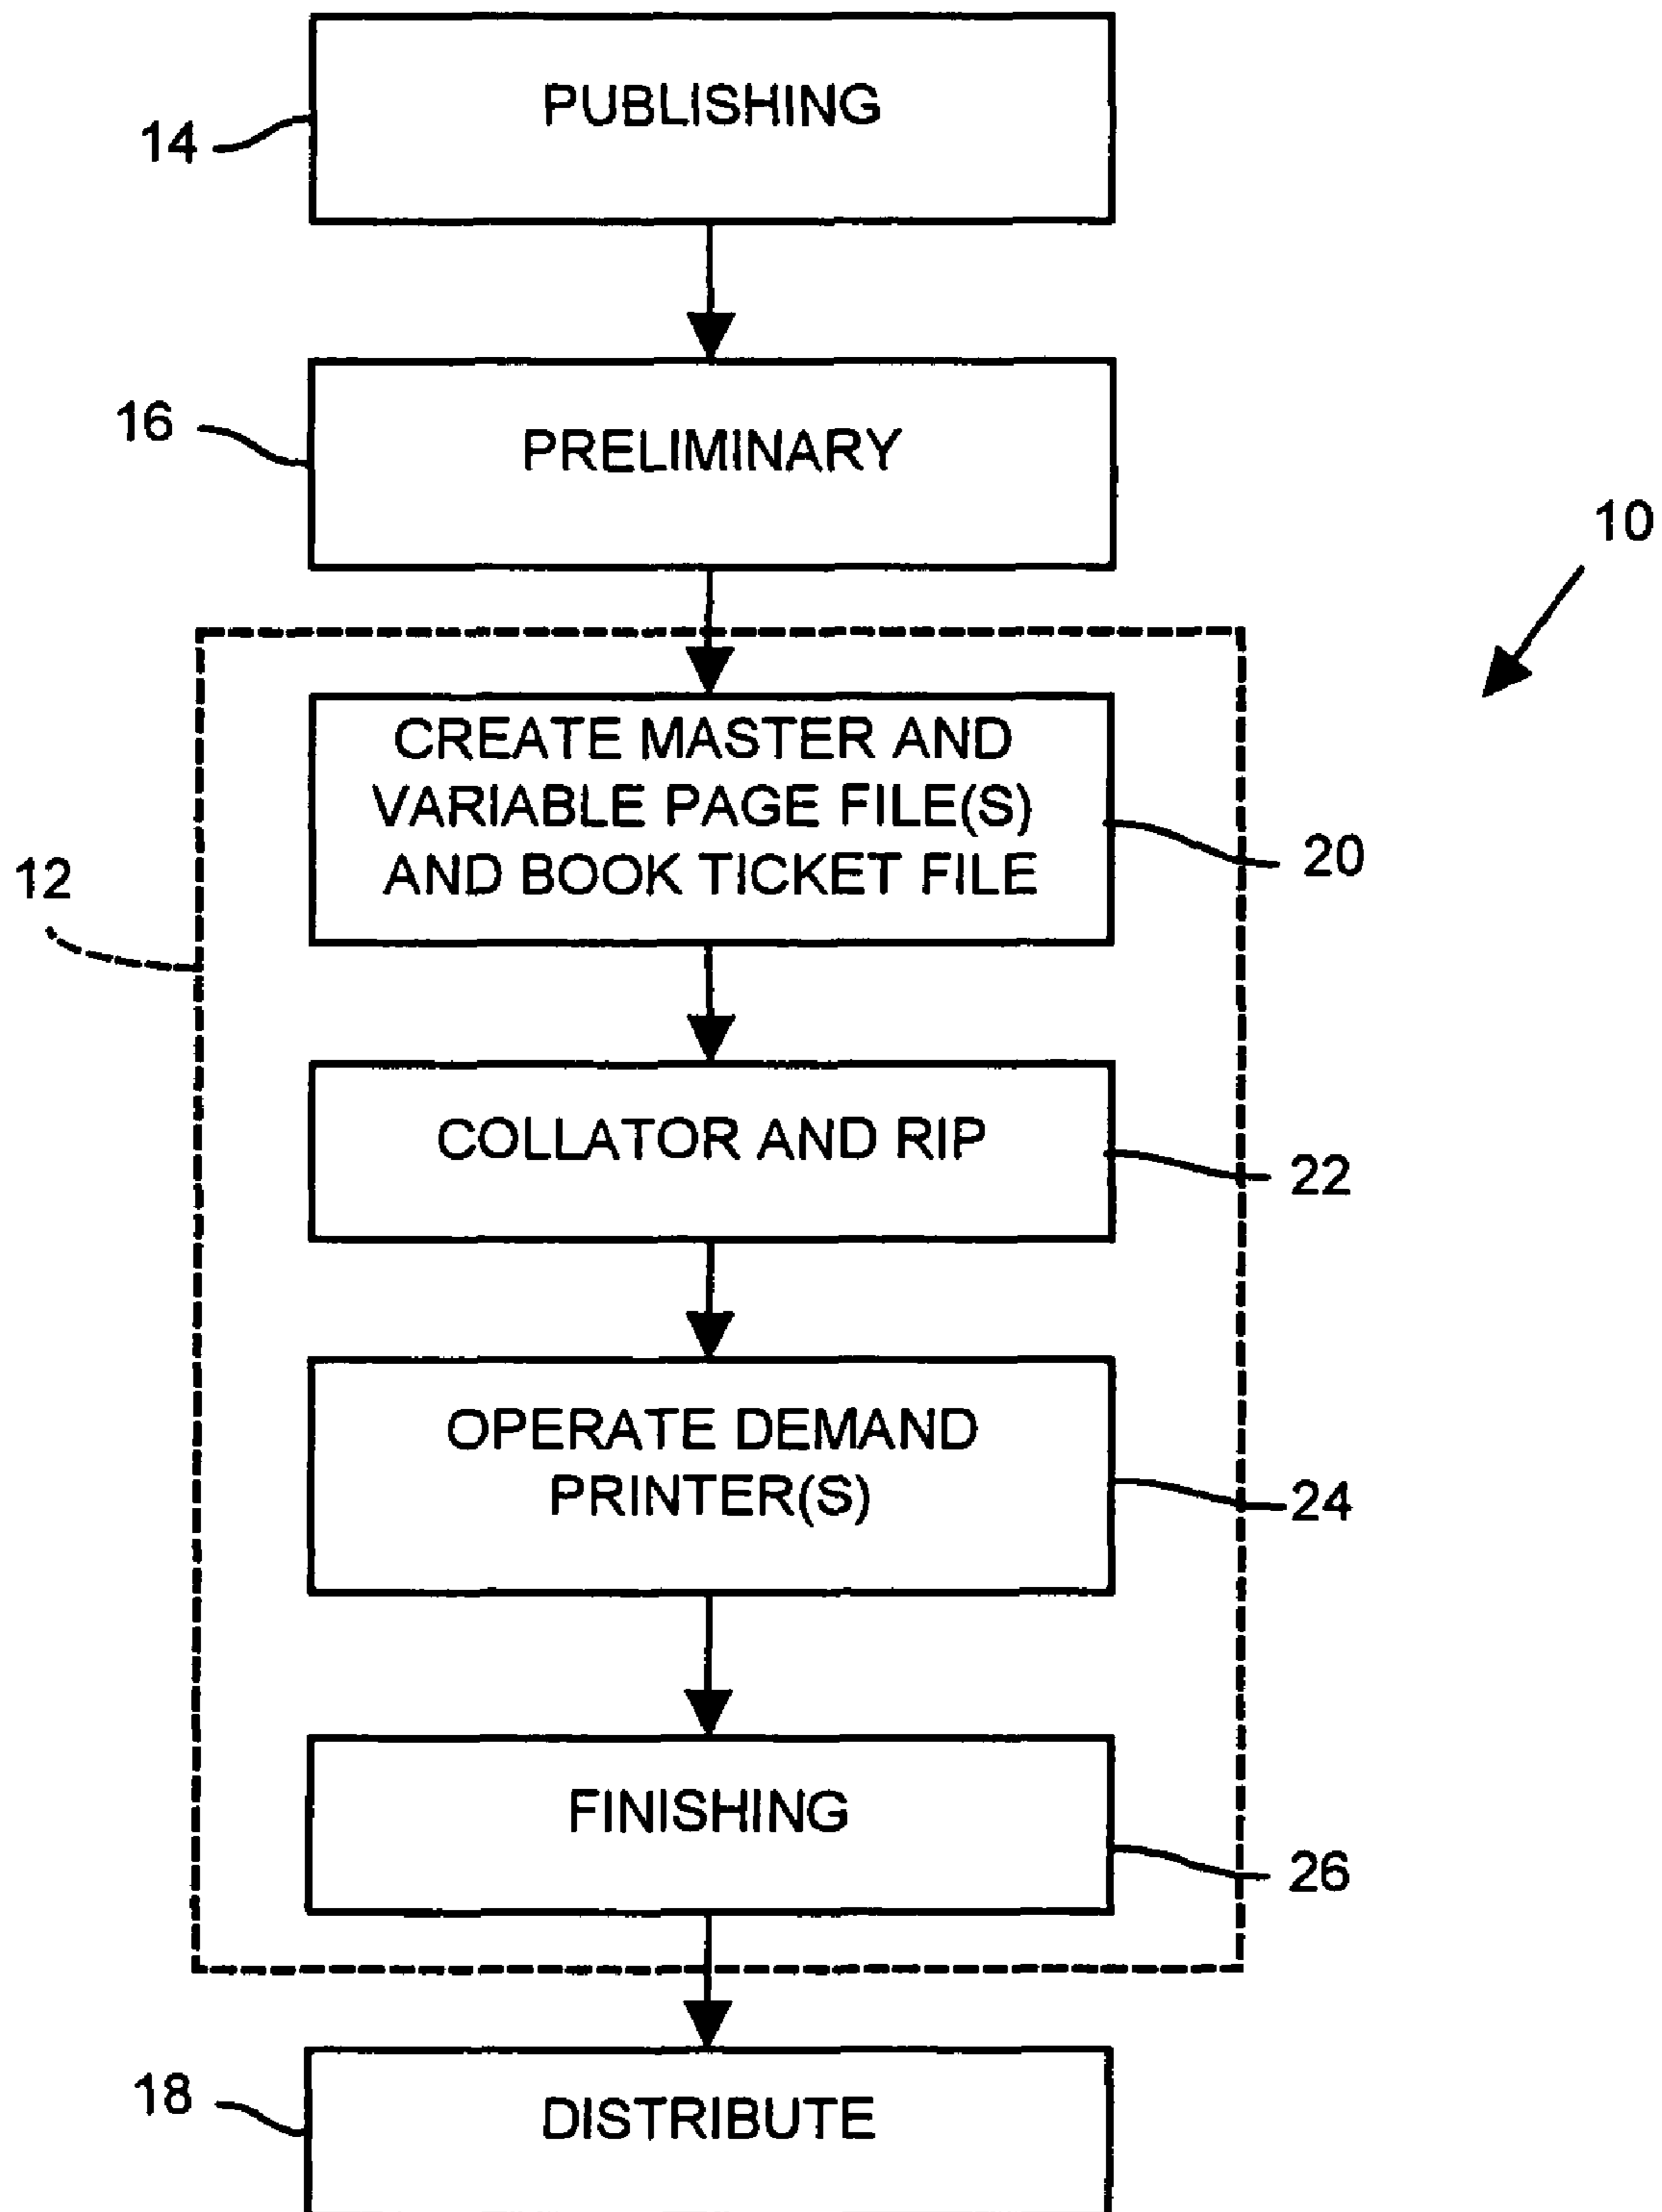 PUBLISHING
14
PRELIMINARY
16
10
CREATE MASTER AND
VARIABLE PAGE FILE(S)
AND BOOK TICKET FILE
20
12
COLLATOR AND RIP
22
OPERATE DEMAND
PRINTER(S)
24
FINISHING
26
DISTRIBUTE
18